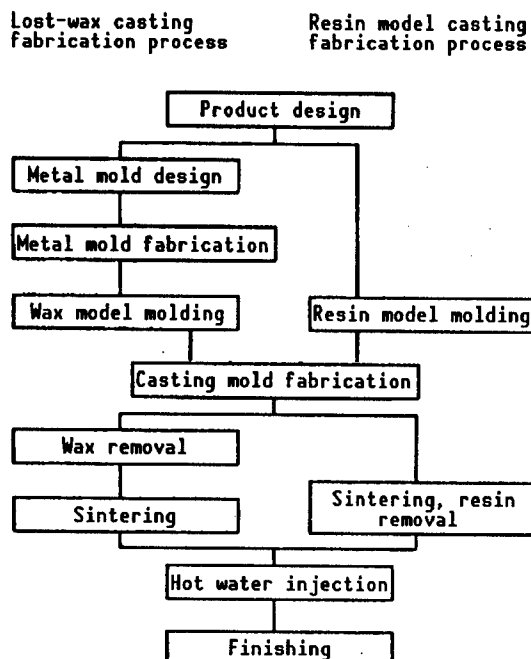 Lost-wax casting
fabrication process
Resin model casting
fabrication process
Product design
Metal mold design
Metal mold fabrication
Wax model molding
Resin model molding
Casting mold fabrication
Wax removal
Sintering
Sintering, resin
removal
Hot water injection
Finishing